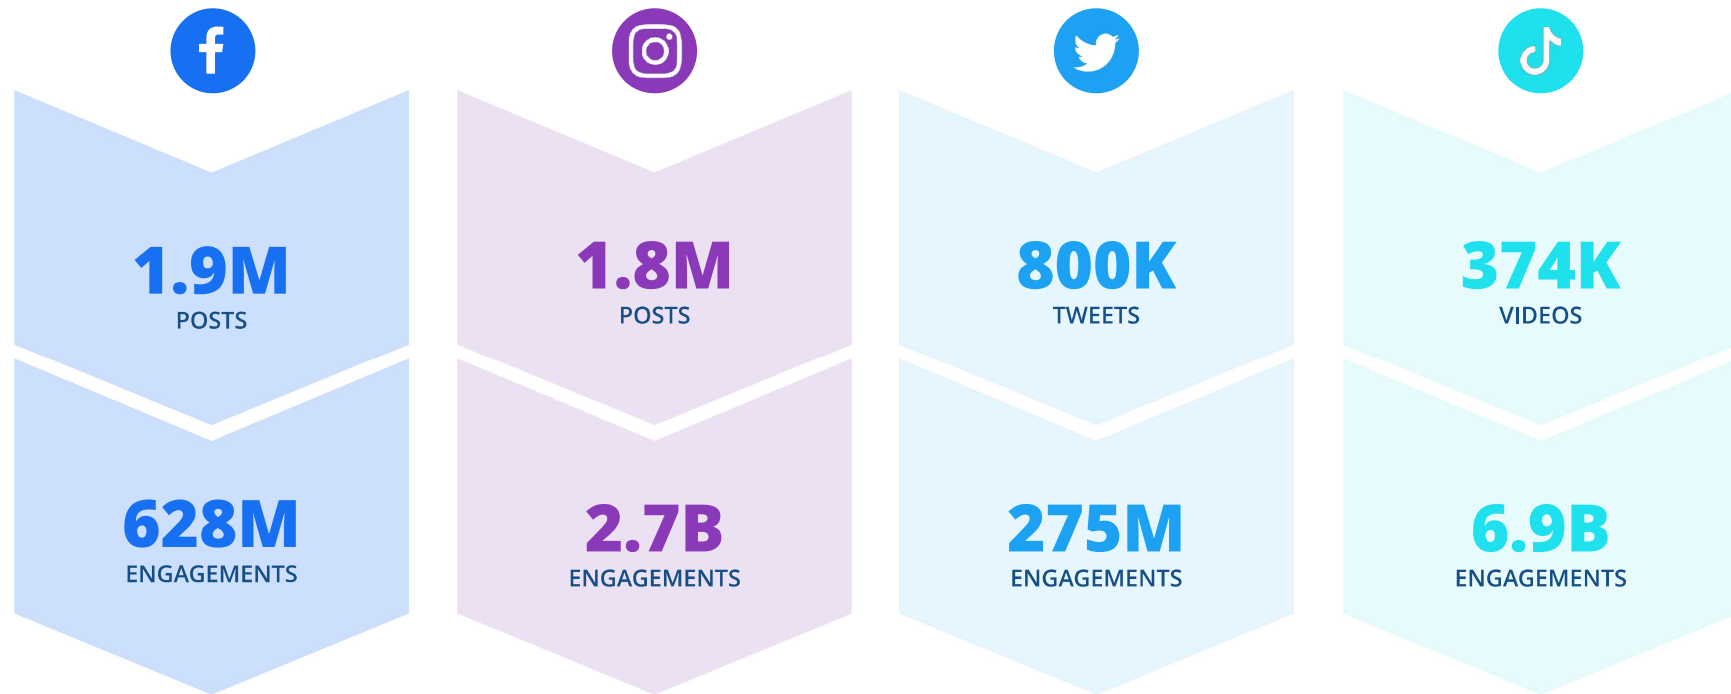 1.9M
POSTS
628M
ENGAGEMENTS
1.8M
POSTS
2.7B
ENGAGEMENTS
800K
TWEETS
275M
ENGAGEMENTS
374K
VIDEOS
6.9B
ENGAGEMENTS